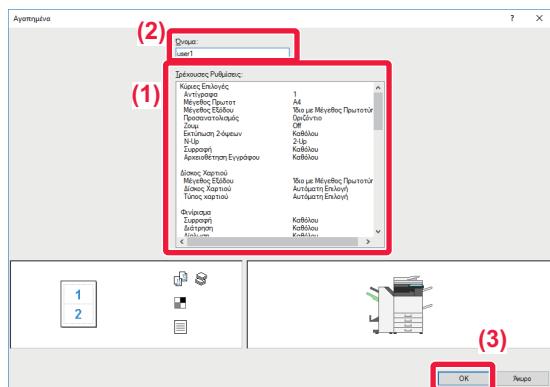 Αγαπημένα ? ×
(2)
Όνομα:
user1
(1)
Τρέχουσες Ρυθμίσεις:
Κύριες Επιλογές
Αντίγραφα 1
Μέγεθος Πρωτοτ A4
Μέγεθος Εξόδου Ίδιο με Μέγεθος Πρωτοτύπ
Προσανατολισμός Οριζόντιο
Ζουμ Off
Εκτύπωση 2-όψεων Καθόλου
N-Up 2-Up
Συρραφή Καθόλου
Αρχειοθέτηση Εγγράφου Καθόλου
Δίσκος Χαρτιού
Μέγεθος Εξόδου Ίδιο με Μέγεθος Πρωτοτύπ
Δίσκος Χαρτιού Αυτόματη Επιλογή
Τύπος χαρτιού Αυτόματη Επιλογή
Φινίρισμα
Συρραφή Καθόλου
Διάτρηση Καθόλου
Δίπλωση Καθόλου
1
2
(3)
OK Άκυρο